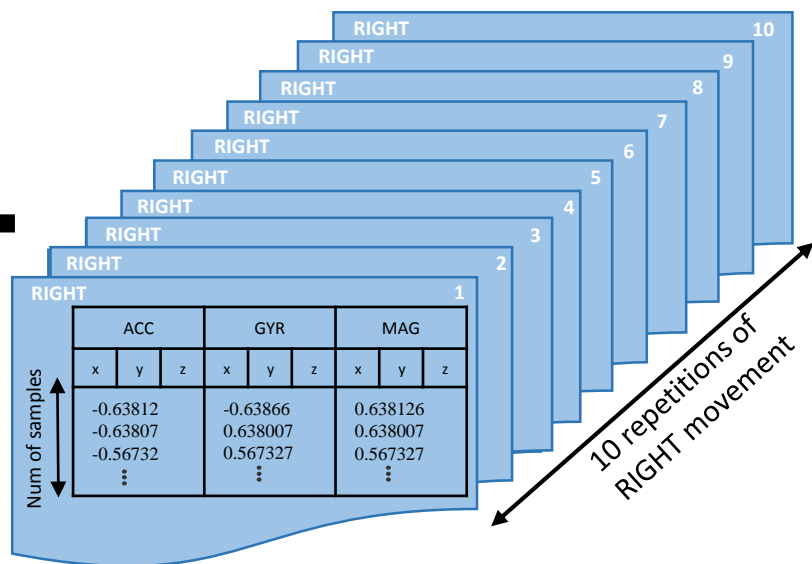 RIGHT 10
RIGHT 9
RIGHT 8
RIGHT 7
RIGHT 6
RIGHT 5
RIGHT 4
RIGHT 3
RIGHT 2
RIGHT 1
ACC GYR MAG
x y z x y z x y z
-0.63812 -0.63866 0.638126
-0.63807 0.638007 0.638007
-0.56732 0.567327 0.567327
Num of samples
10 repetitions of
RIGHT movement